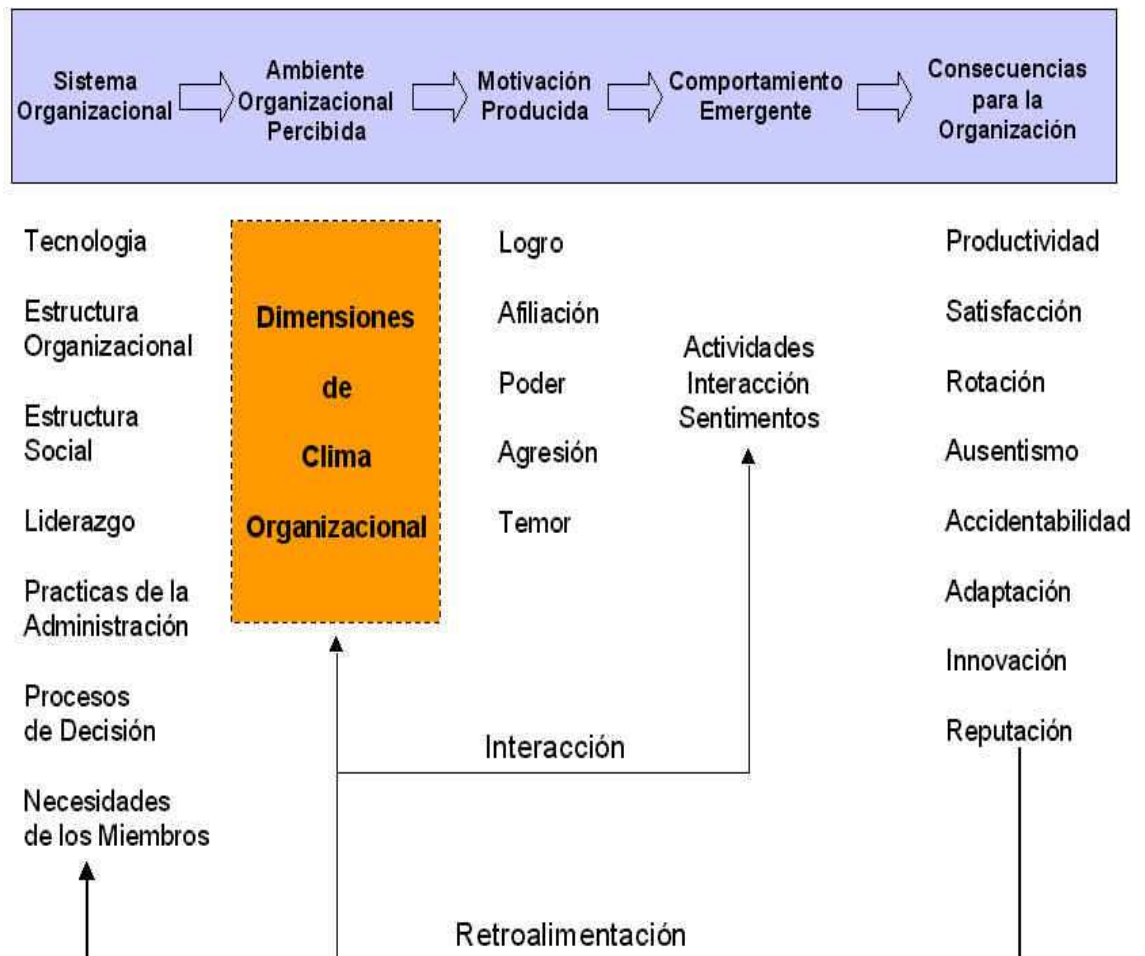 Sistema
Organizacional
Ambiente
Organizacional
Percibida
Motivación
Producida
Comportamiento
Emergente
Consecuencias
para la
Organización
Tecnologia
Estructura
Organizacional
Estructura
Social
Liderazgo
Practicas de la
Administración
Procesos
de Decisión
Necesidades
de los Miembros
Dimensiones
de
Clima
Organizacional
Logro
Afiliación
Poder
Agresión
Temor
Actividades
Interacción
Sentimentos
Productividad
Satisfacción
Rotación
Ausentismo
Accidentabilidad
Adaptación
Innovación
Reputación
Interacción
Retroalimentación